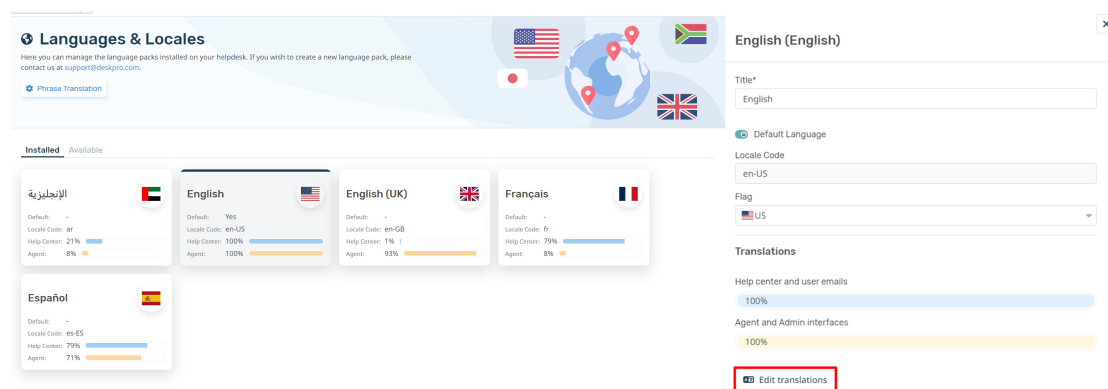 Languages & Locales
Here you can manage the language packs installed on your helpdesk. If you wish to create a new language pack, please
contact us at support@deskpro.com.
Phrase Translation
Installed Available
الإنجليزية
Default: -
Locale Code: ar
Help Center: 21%
Agent: 8%
English
Default: Yes
Locale Code: en-US
Help Center: 100%
Agent: 100%
English (UK)
Default: -
Locale Code: en-GB
Help Center: 1%
Agent: 93%
Français
Default: -
Locale Code: fr
Help Center: 79%
Agent: 8%
Español
Default: -
Locale Code: es-ES
Help Center: 79%
Agent: 71%
English (English)
Title*
English
Default Language
Locale Code
en-US
Flag
US
Translations
Help center and user emails
100%
Agent and Admin interfaces
100%
Edit translations